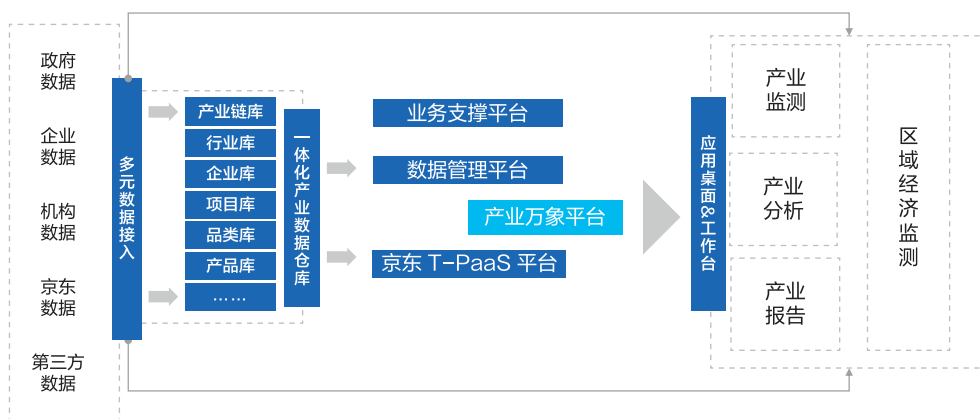 政府
数据
企业
数据
机构
数据
京东
数据
第三方
数据
多元数据接入
产业链库
行业库
企业库
项目库
品类库
产品库
……
一体化产业数据仓库
业务支撑平台
数据管理平台
产业万象平台
京东 T-PaaS 平台
应用桌面&工作台
产业
监测
产业
分析
产业
报告
区域经济监测